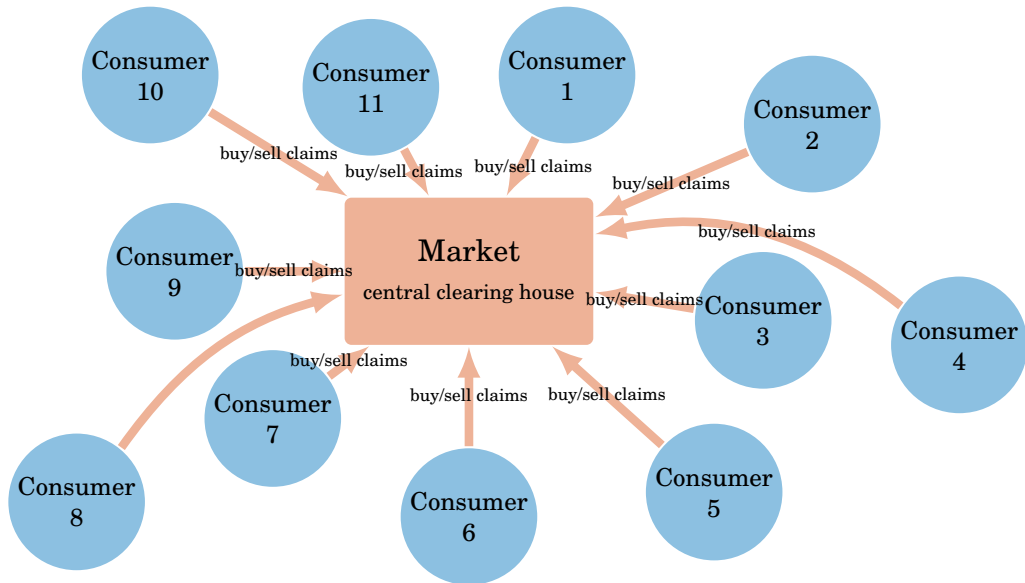 Consumer
10
Consumer
11
Consumer
1
Consumer
2
buy/sell claims
buy/sell claims
buy/sell claims
buy/sell claims
buy/sell claims
Consumer
9
buy/sell claims
Market
central clearing house
buy/sell claims
Consumer
3
Consumer
4
buy/sell claims
Consumer
7
buy/sell claims
buy/sell claims
Consumer
8
Consumer
6
Consumer
5